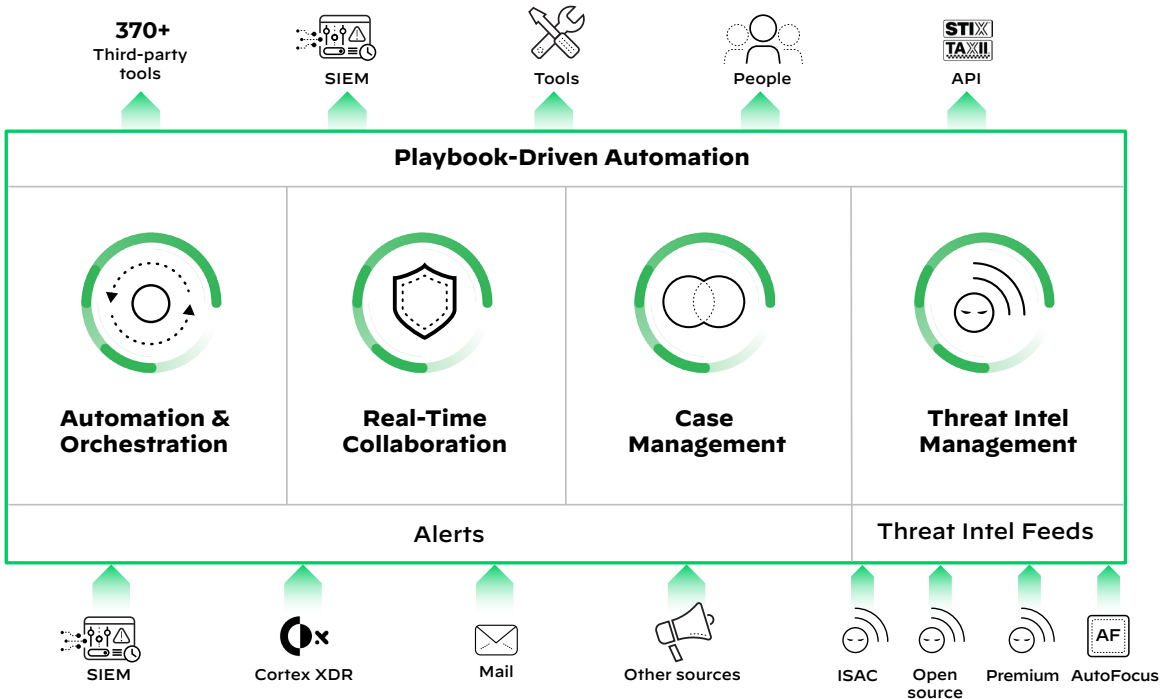 370+
Third-party
tools
SIEM
Tools
People
STIX
TAXII
API
Playbook-Driven Automation
Automation &
Orchestration
Real-Time
Collaboration
Case
Management
Threat Intel
Management
Alerts
Threat Intel Feeds
SIEM
Cortex XDR
Mail
Other sources
ISAC
Open
source
Premium
AF
AutoFocus